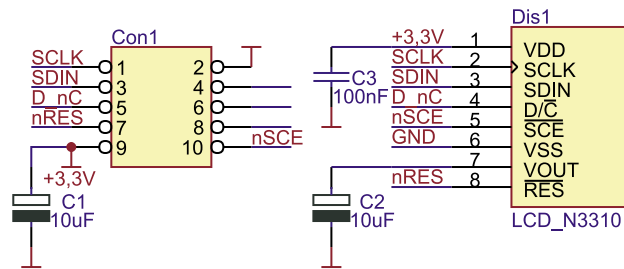 Con1
SCLK 1 2
SDIN 3 4
D_nC 5 6
nRES 7 8
9 10 nSCE
+3,3V
C1
10uF
Dis1
+3,3V 1 VDD
SCLK 2 SCLK
SDIN 3 SDIN
D_nC 4 D/C
nSCE 5 SCE
GND 6 VSS
7 VOUT
nRES 8 RES
C3
100nF
C2
10uF
LCD_N3310